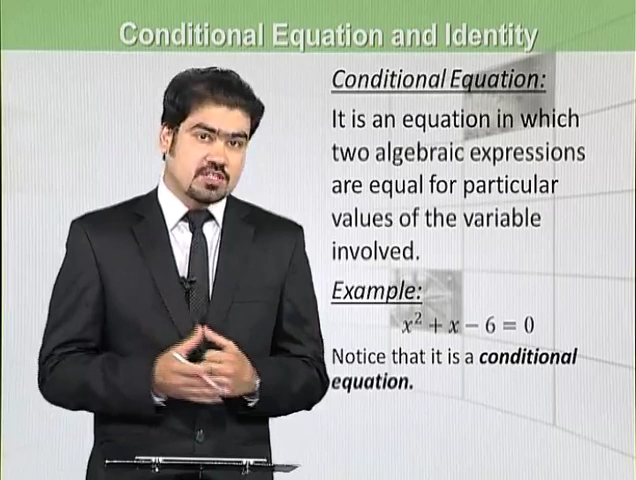 Conditional Equation and Identity
Conditional Equation:
It is an equation in which
two algebraic expressions
are equal for particular
values of the variable
involved.
Example:
x² + x − 6 = 0
Notice that it is a conditional
equation.